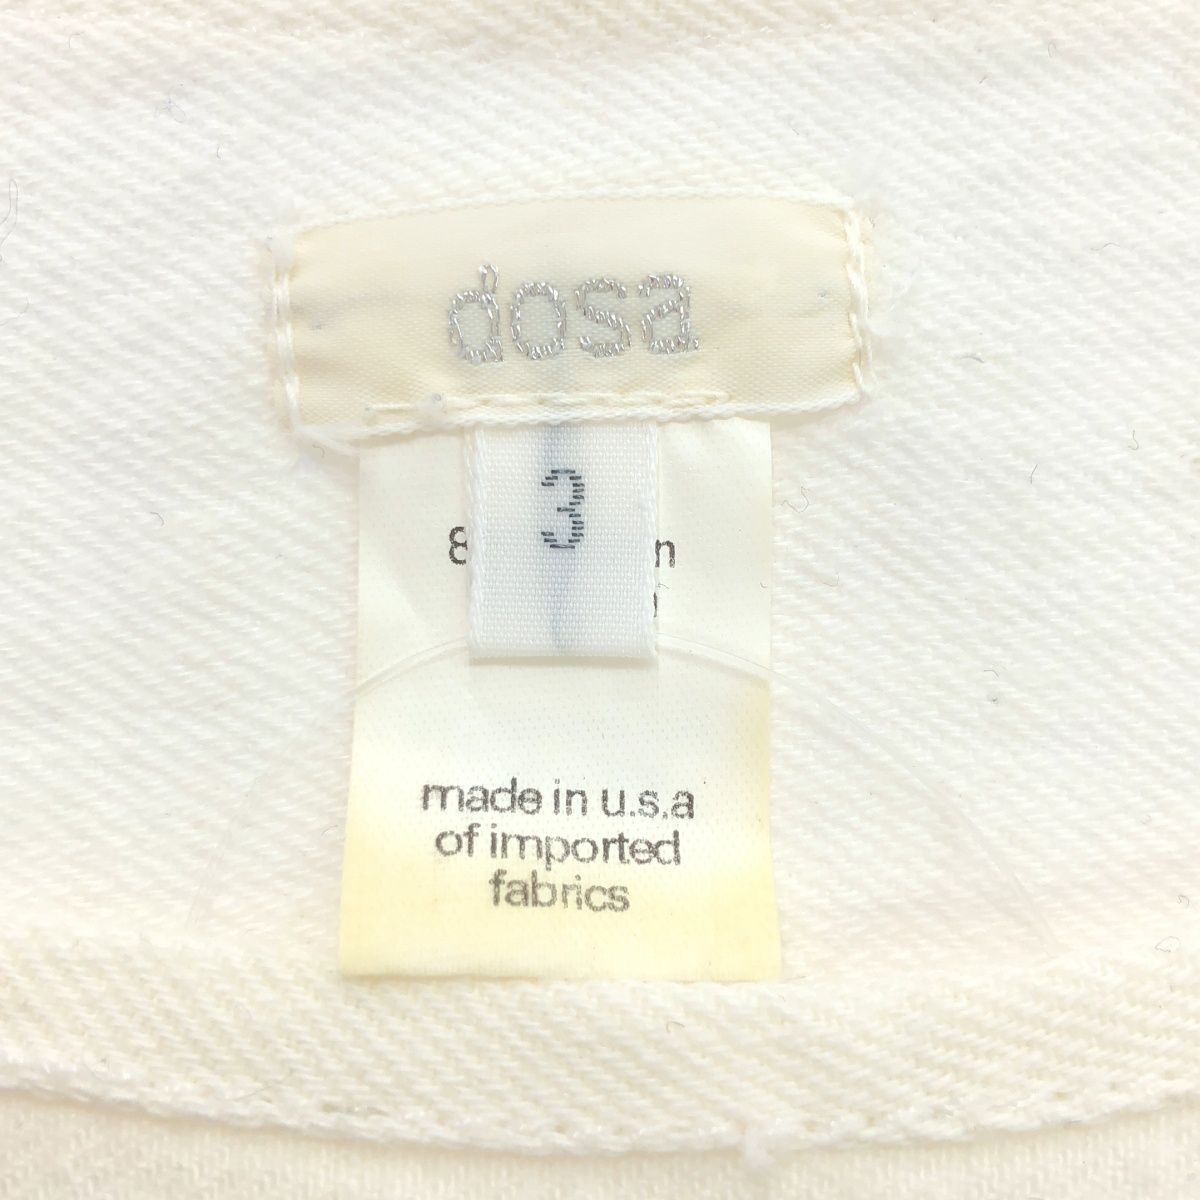 dosa
3
made in u.s.a
of imported
fabrics